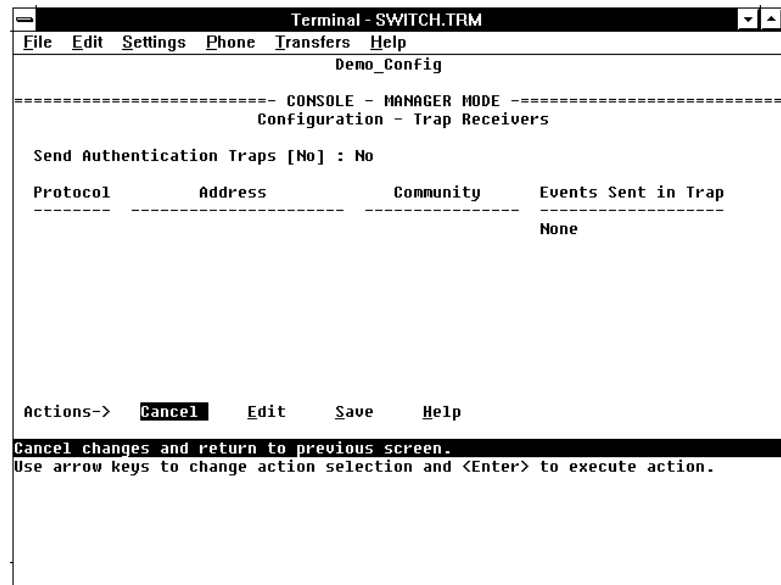 Terminal - SWITCH.TRM
File Edit Settings Phone Transfers Help
Demo_Config
==========================- CONSOLE - MANAGER MODE -===========================
Configuration - Trap Receivers
Send Authentication Traps [No] : No
Protocol Address Community Events Sent in Trap
-------- ---------------------- ---------------- -------------------
None
Actions-> Cancel Edit Save Help
Cancel changes and return to previous screen.
Use arrow keys to change action selection and <Enter> to execute action.